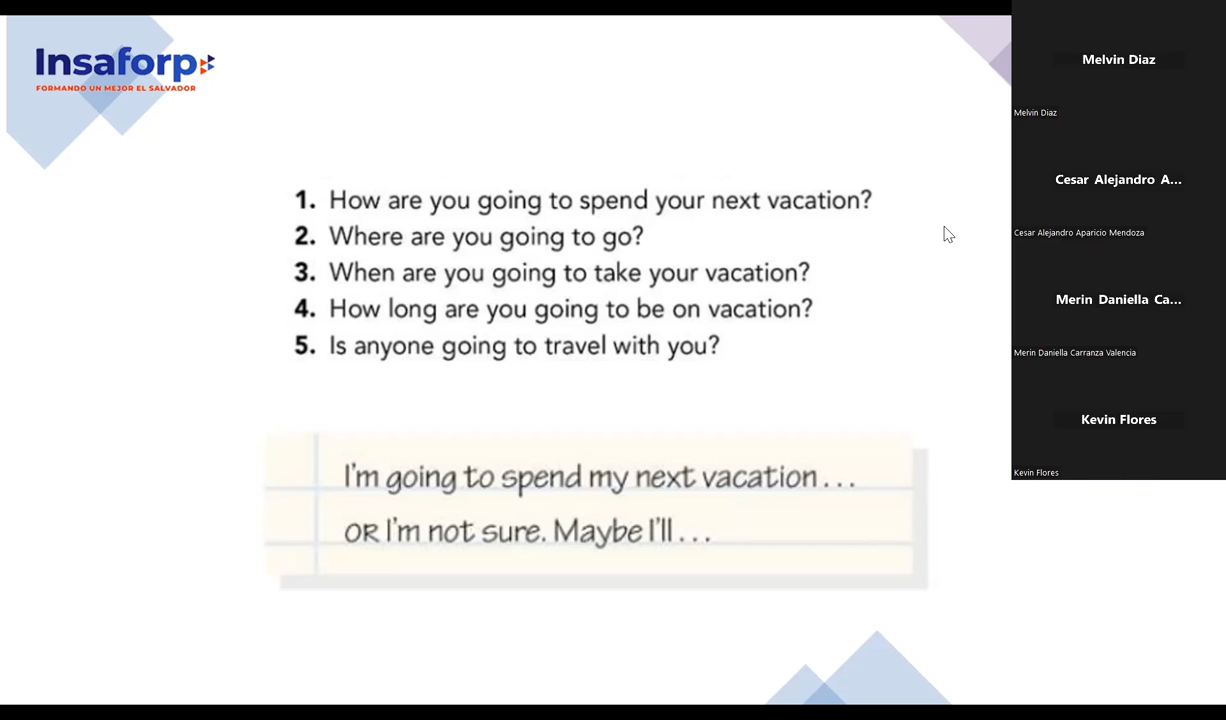 Insaforp
FORMANDO UN MEJOR EL SALVADOR
1. How are you going to spend your next vacation?
2. Where are you going to go?
3. When are you going to take your vacation?
4. How long are you going to be on vacation?
5. Is anyone going to travel with you?
I'm going to spend my next vacation...
OR I'm not sure. Maybe I'll...
Melvin Diaz
Melvin Diaz
Cesar Alejandro A...
Cesar Alejandro Aparicio Mendoza
Merin Daniella Ca...
Merin Daniella Carranza Valencia
Kevin Flores
Kevin Flores